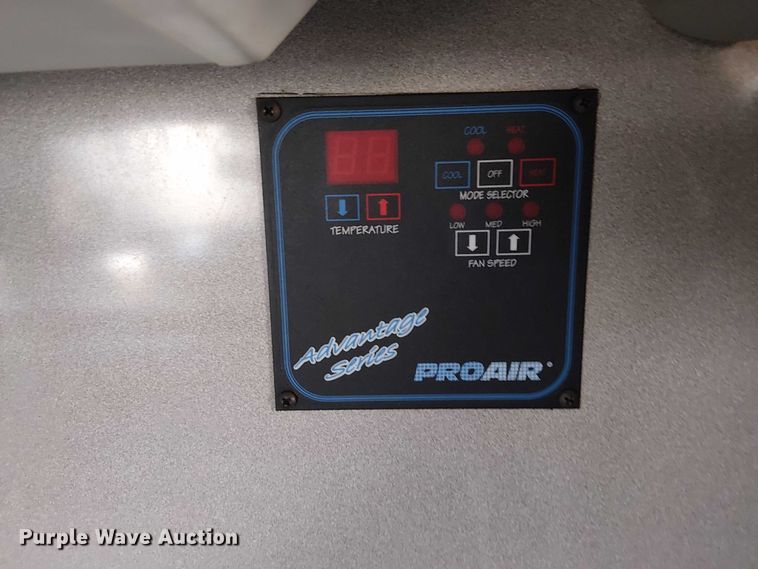 COOL HEAT
COOL OFF HEAT
MODE SELECTOR
LOW MED HIGH
TEMPERATURE
FAN SPEED
Advantage
Series
PROAIR
Purple Wave Auction